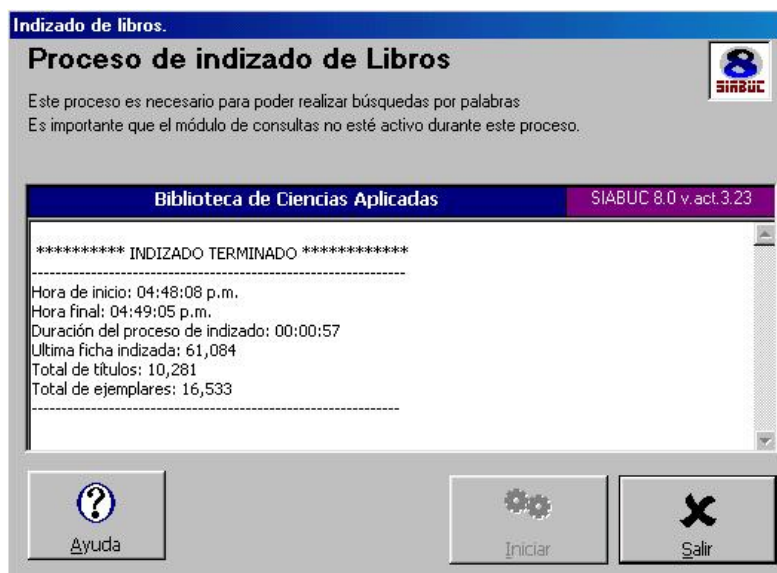 Indizado de libros.
Proceso de indizado de Libros
8
SIABUC
Este proceso es necesario para poder realizar búsquedas por palabras
Es importante que el módulo de consultas no esté activo durante este proceso.
Biblioteca de Ciencias Aplicadas
SIABUC 8.0 v.act.3.23
********** INDIZADO TERMINADO ************
----------------------------------------------------------------
Hora de inicio: 04:48:08 p.m.
Hora final: 04:49:05 p.m.
Duración del proceso de indizado: 00:00:57
Ultima ficha indizada: 61,084
Total de títulos: 10,281
Total de ejemplares: 16,533
---------------------------------------------------------------
Ayuda
Iniciar
Salir